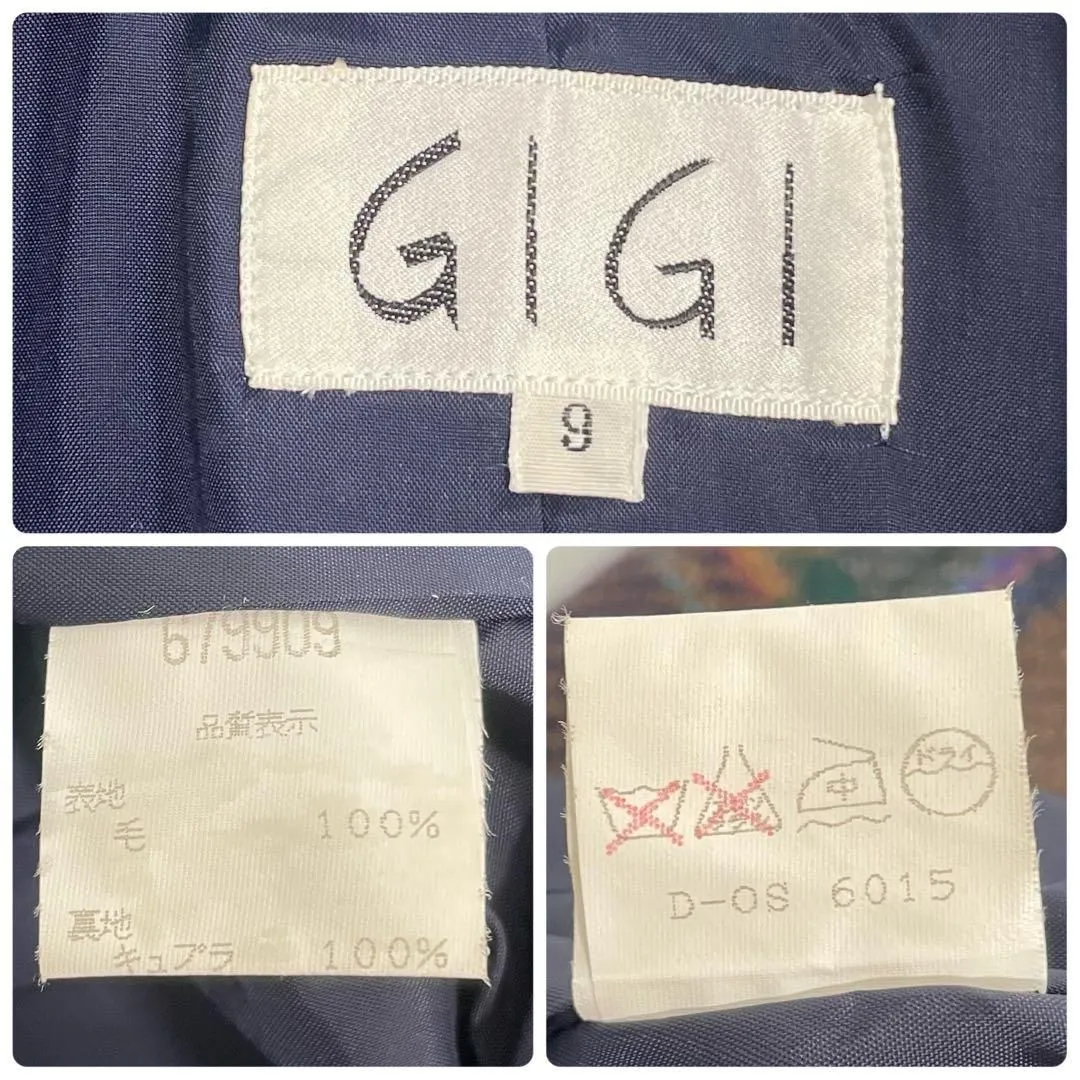 GIGI
9
679909
品質表示
表地
毛 100%
裏地
キュプラ 100%
中
ドライ
D-OS 6015